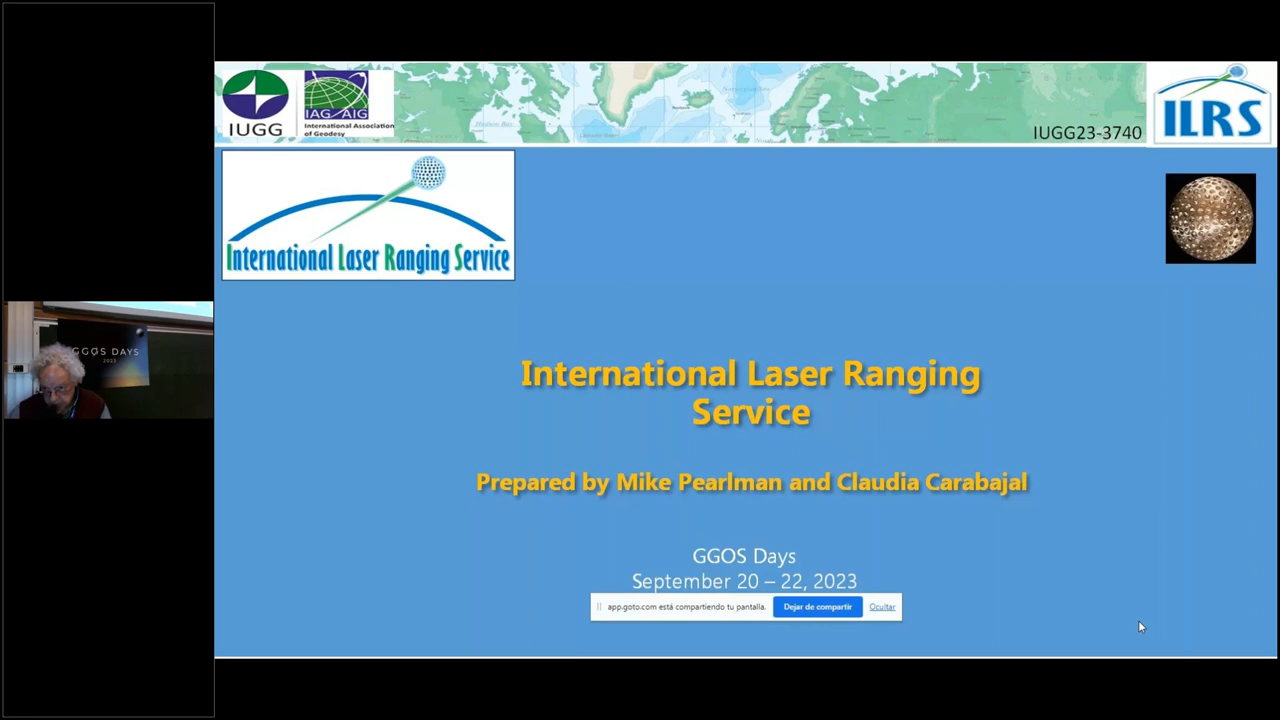 IUGG
IAG AIG
International Association
of Geodesy
IUGG23-3740
ILRS
International Laser Ranging Service
GGOS DAYS
2023
International Laser Ranging
Service
Prepared by Mike Pearlman and Claudia Carabajal
GGOS Days
September 20 – 22, 2023
app.goto.com está compartiendo tu pantalla.
Dejar de compartir
Ocultar